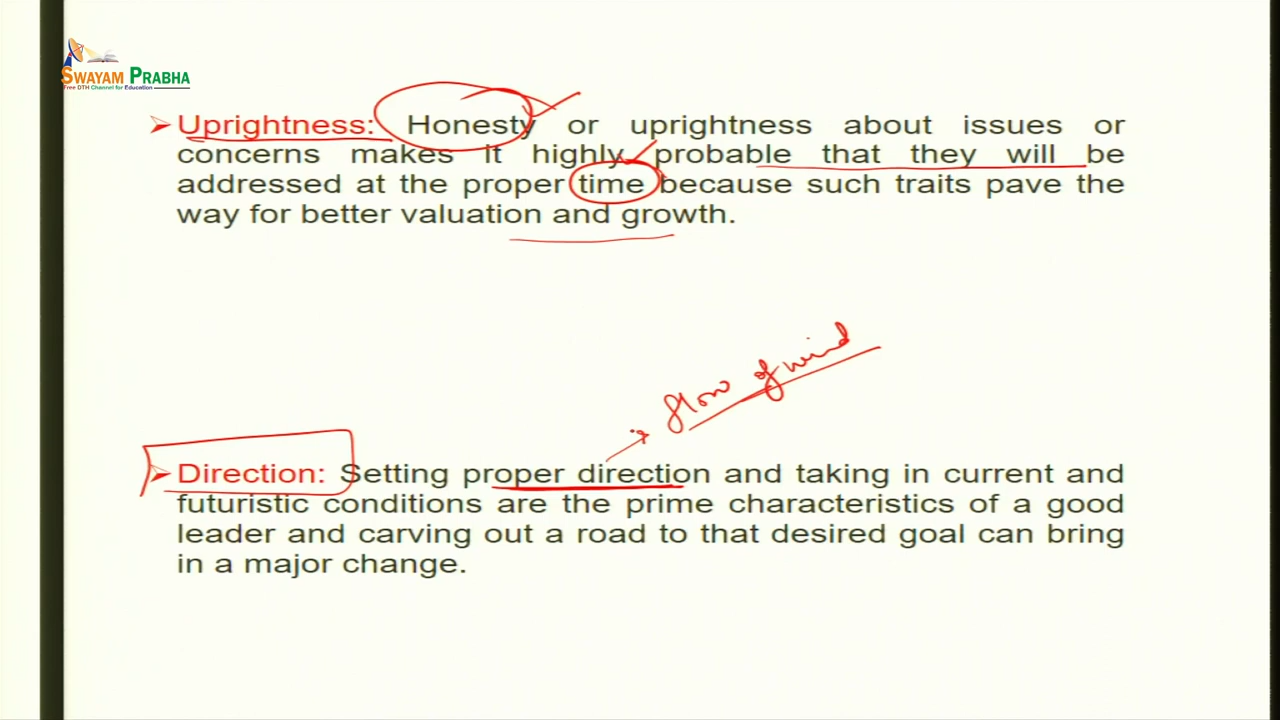 SWAYAM PRABHA
Free DTH Channel for Education
Uprightness: Honesty or uprightness about issues or
concerns makes it highly probable that they will be
addressed at the proper time because such traits pave the
way for better valuation and growth.
flow of wind
Direction: Setting proper direction and taking in current and
futuristic conditions are the prime characteristics of a good
leader and carving out a road to that desired goal can bring
in a major change.